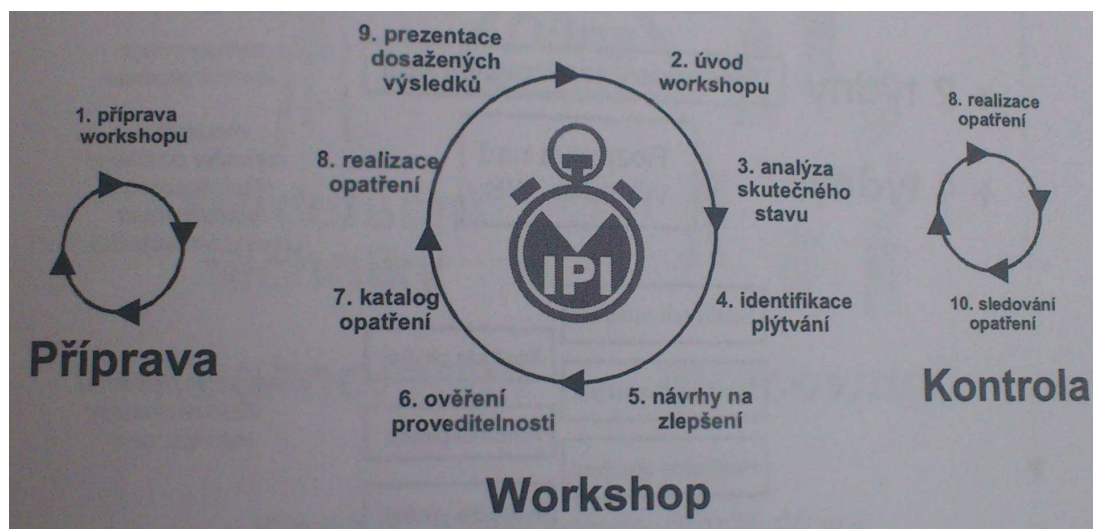 1. příprava
workshopu
Příprava
9. prezentace
dosažených
výsledků
2. úvod
workshopu
8. realizace
opatření
3. analýza
skutečného
stavu
IPI
7. katalog
opatření
4. identifikace
plýtvání
6. ověření
proveditelnosti
5. návrhy na
zlepšení
Workshop
8. realizace
opatření
10. sledování
opatření
Kontrola